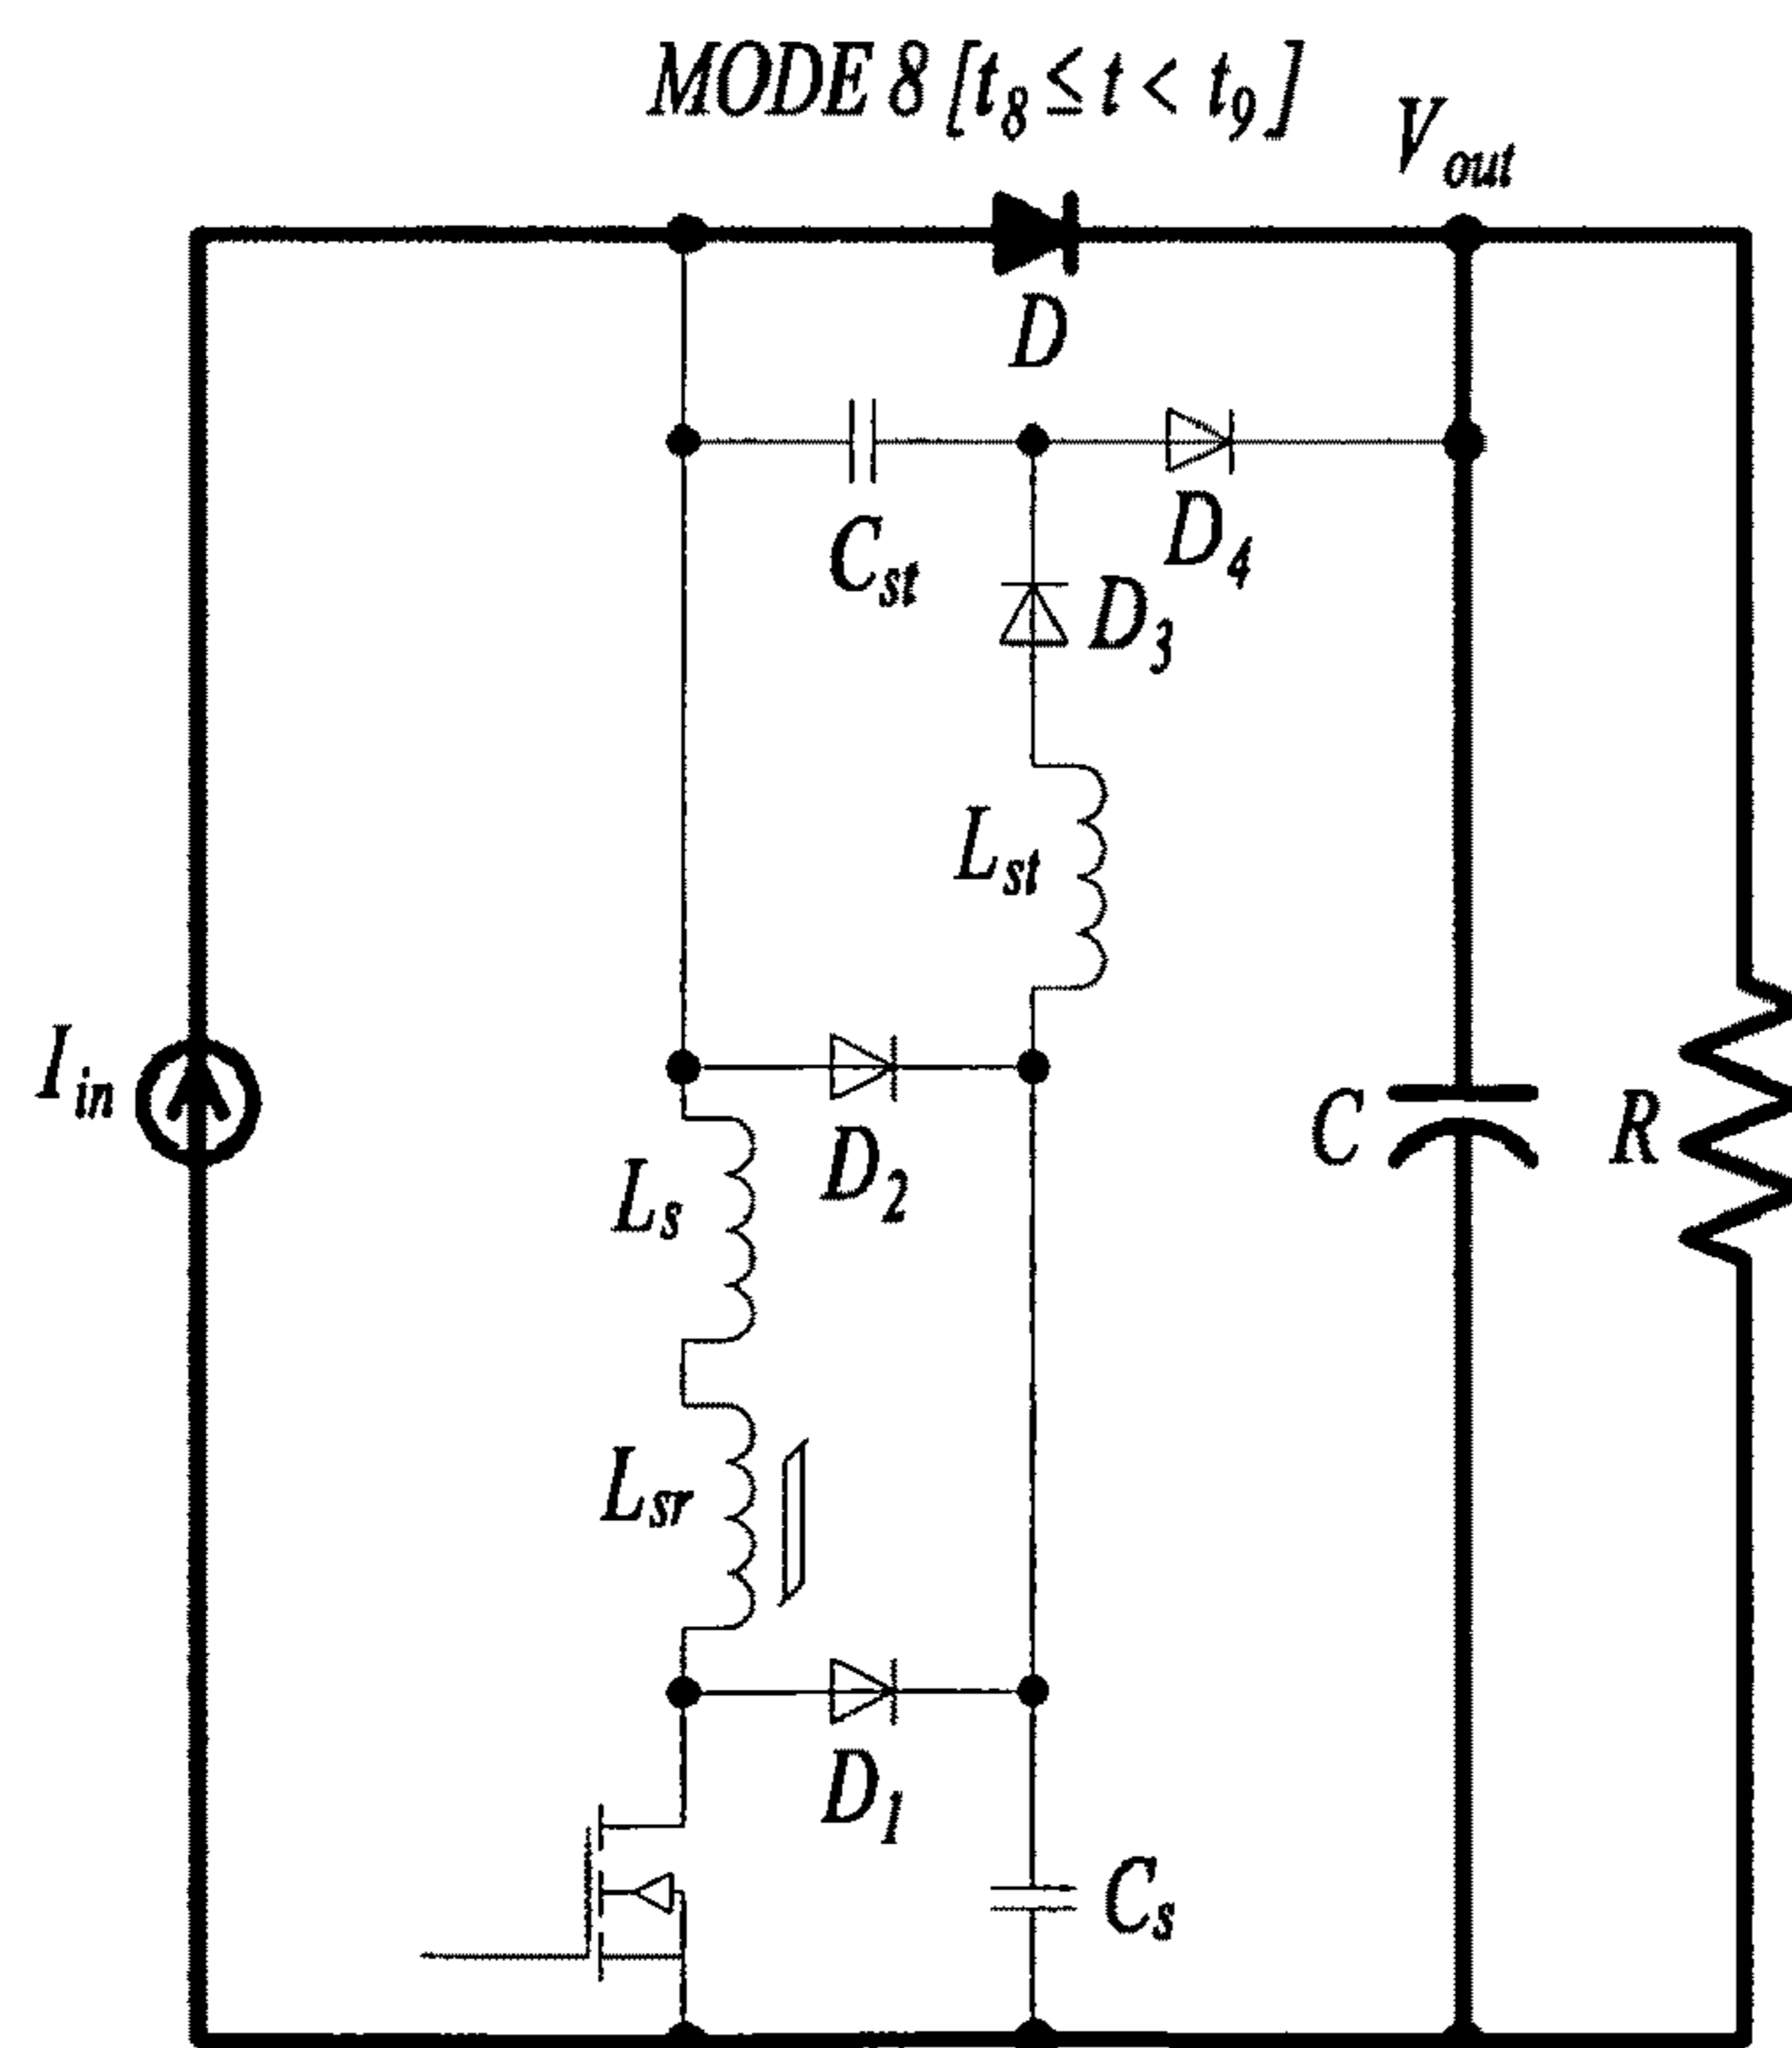 MODE 8 [t8 ≤ t < t9]
Vout
D
Cst
D4
D3
Lst
Iin
D2
C
R
Ls
Lsr
D1
Cs